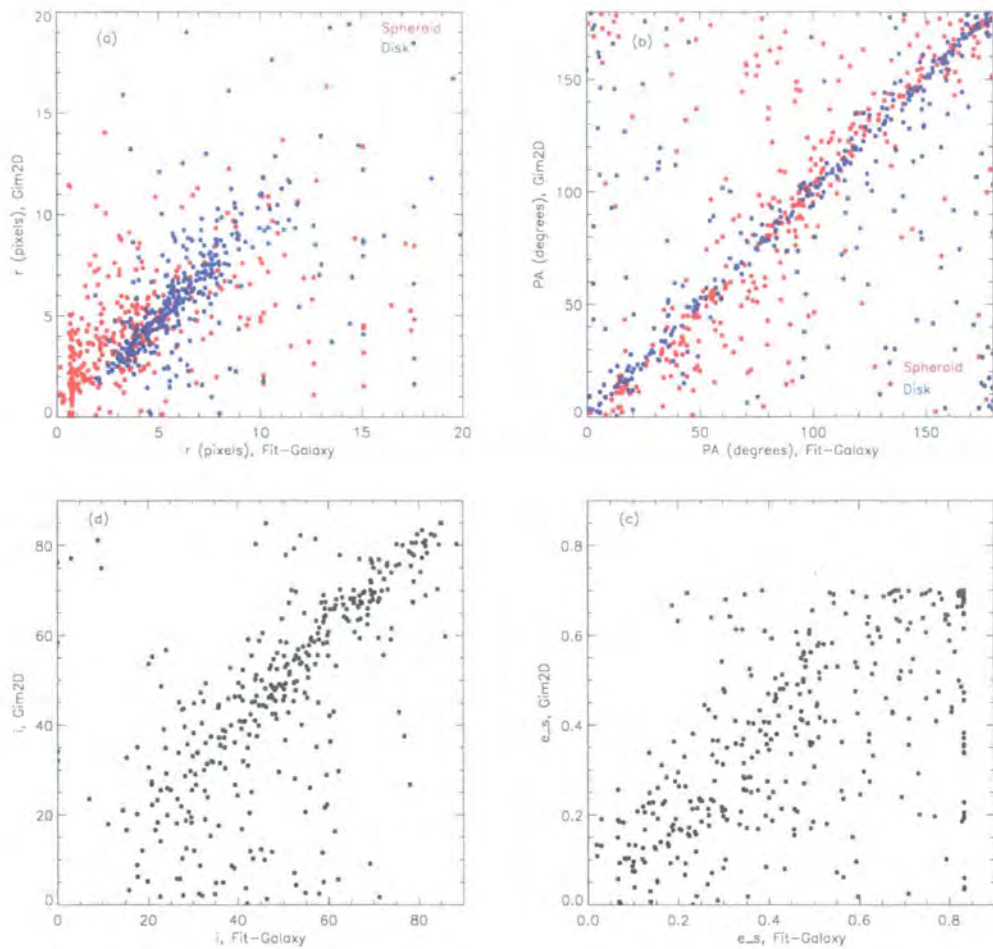 (a)
Spheroid
Disk
20
15
10
5
0
r (pixels), Gim2D
0 5 10 15 20
r (pixels), Fit-Galaxy
(b)
150
100
50
0
PA (degrees), Gim2D
Spheroid
Disk
0 50 100 150
PA (degrees), Fit-Galaxy
(d)
80
60
40
20
0
i, Gim2D
0 20 40 60 80
i, Fit-Galaxy
(c)
0.8
0.6
0.4
0.2
0.0
e_s, Gim2D
0.0 0.2 0.4 0.6 0.8
e_s, Fit-Galaxy